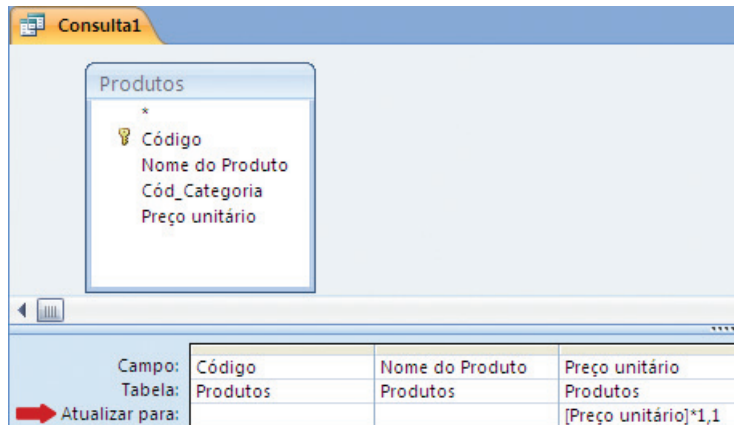 Consulta1
Produtos
*
Código
Nome do Produto
Cód_Categoria
Preço unitário
Campo: Código Nome do Produto Preço unitário
Tabela: Produtos Produtos Produtos
Atualizar para: [Preço unitário]*1,1